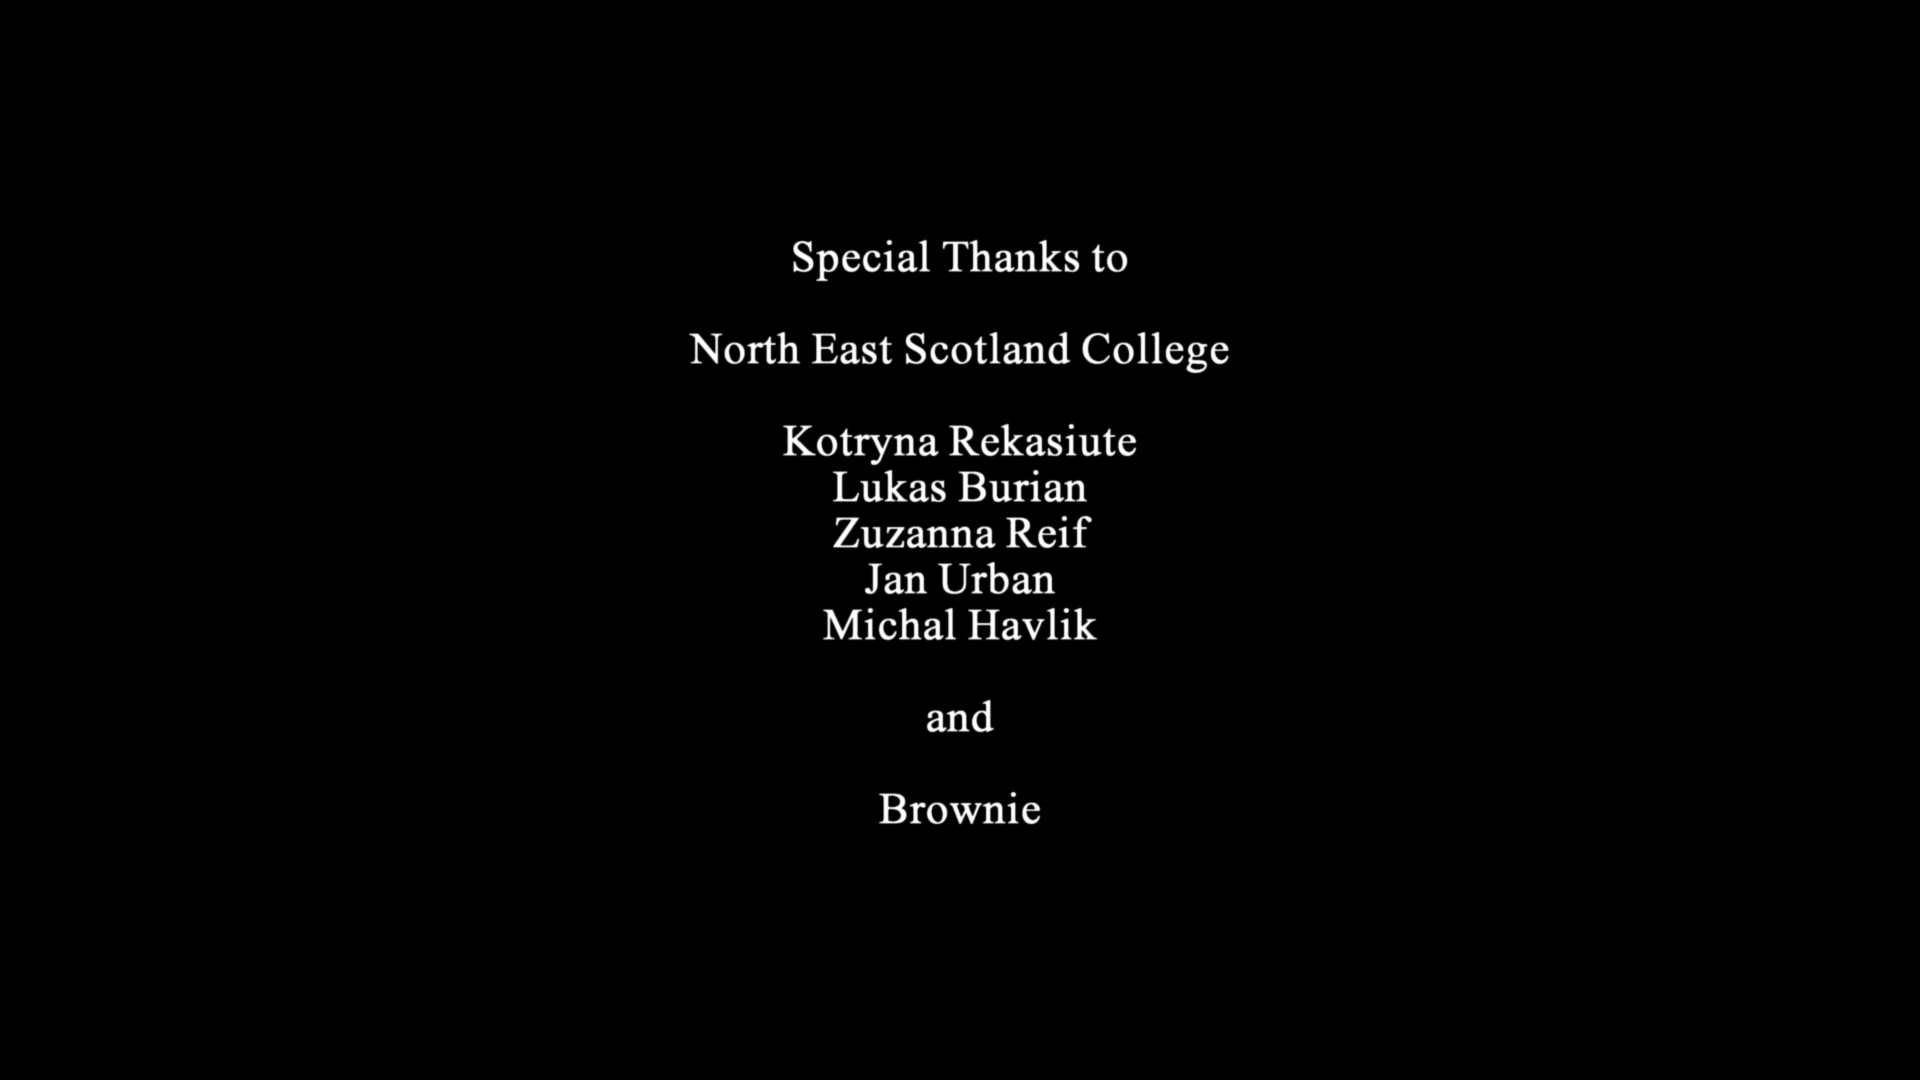 Special Thanks to
North East Scotland College
Kotryna Rekasiute
Lukas Burian
Zuzanna Reif
Jan Urban
Michal Havlik
and
Brownie